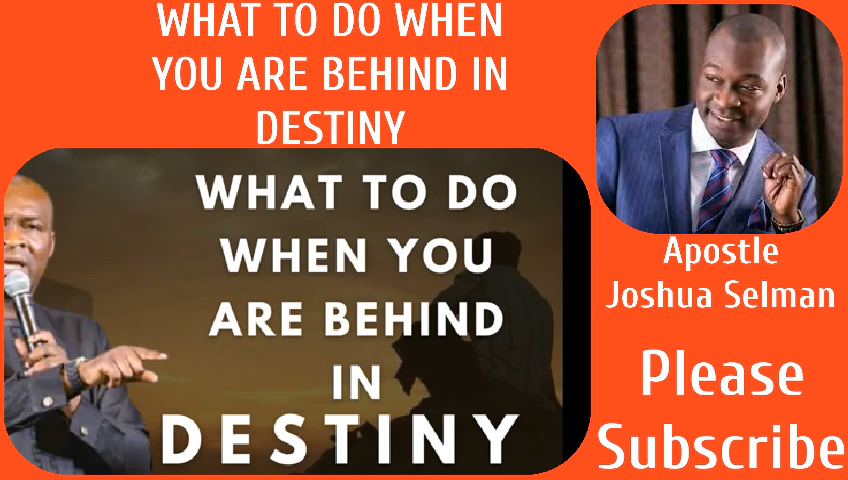 WHAT TO DO WHEN
YOU ARE BEHIND IN
DESTINY
WHAT TO DO
WHEN YOU
ARE BEHIND
IN
DESTINY
Apostle
Joshua Selman
Please
Subscribe